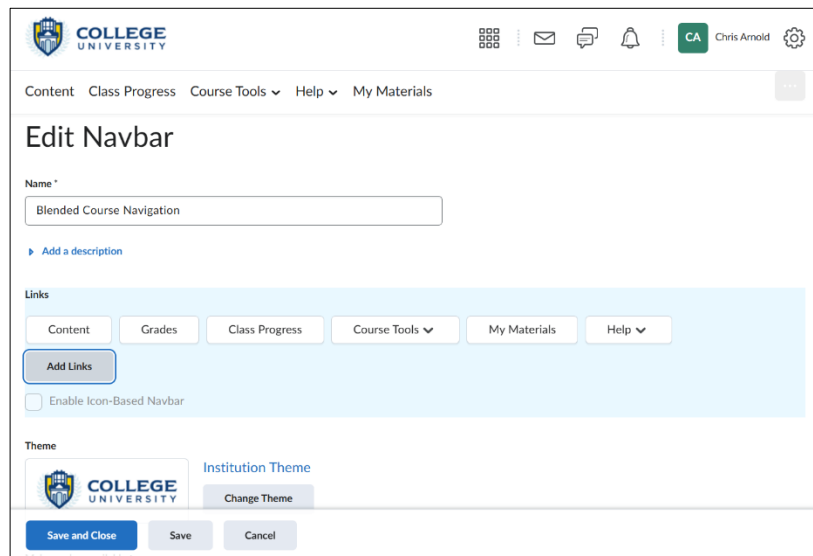 COLLEGE
UNIVERSITY
CA Chris Arnold
Content Class Progress Course Tools Help My Materials
Edit Navbar
Name *
Blended Course Navigation
Add a description
Links
Content Grades Class Progress Course Tools My Materials Help
Add Links
Enable Icon-Based Navbar
Theme
COLLEGE
UNIVERSITY
Institution Theme
Change Theme
Save and Close Save Cancel